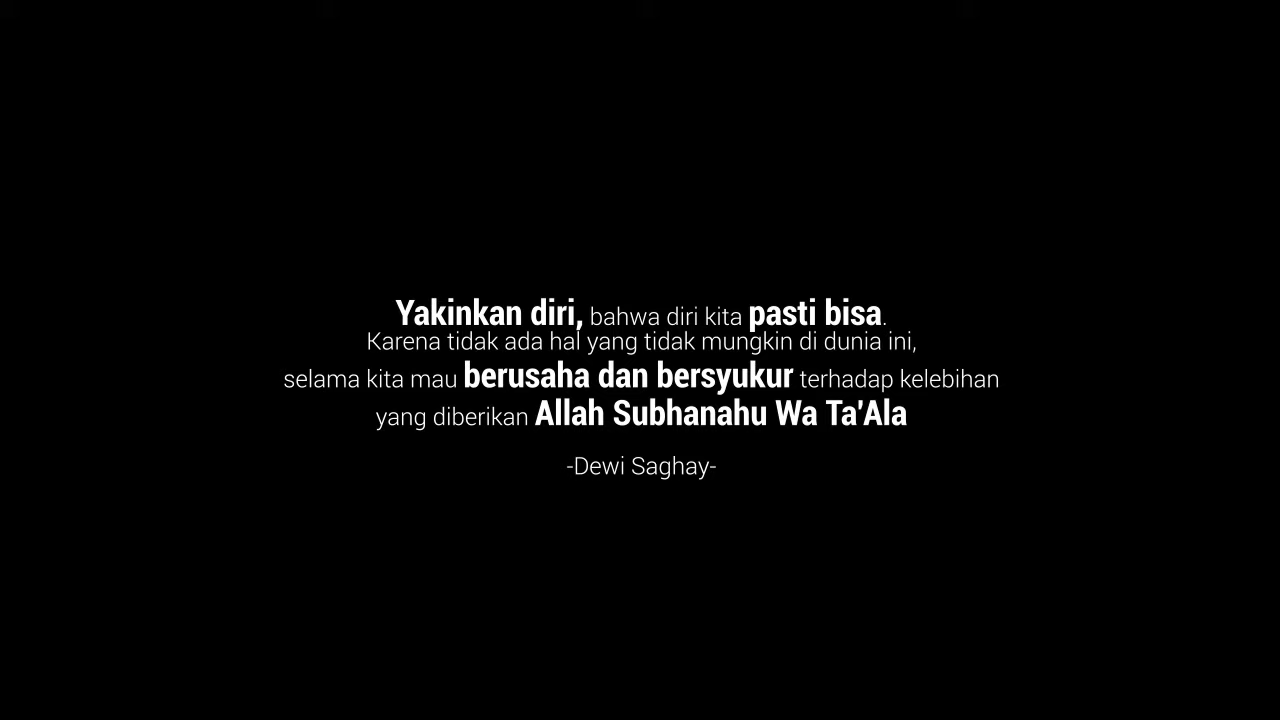 Yakinkan diri, bahwa diri kita pasti bisa.
Karena tidak ada hal yang tidak mungkin di dunia ini,
selama kita mau berusaha dan bersyukur terhadap kelebihan
yang diberikan Allah Subhanahu Wa Ta'Ala
-Dewi Saghay-